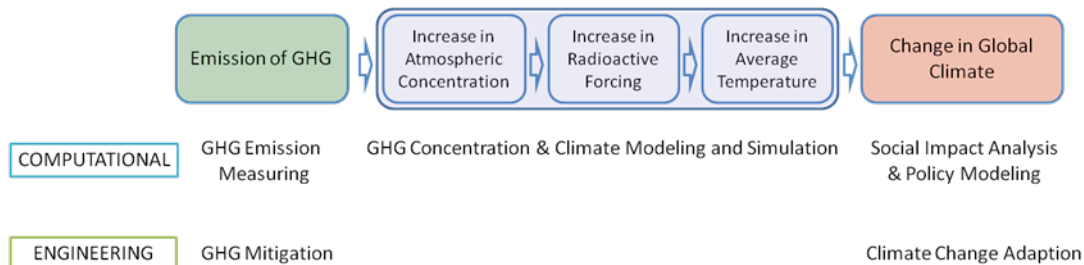 Emission of GHG
Increase in
Atmospheric
Concentration
Increase in
Radioactive
Forcing
Increase in
Average
Temperature
Change in Global
Climate
COMPUTATIONAL
GHG Emission
Measuring
GHG Concentration & Climate Modeling and Simulation
Social Impact Analysis
& Policy Modeling
ENGINEERING
GHG Mitigation
Climate Change Adaption